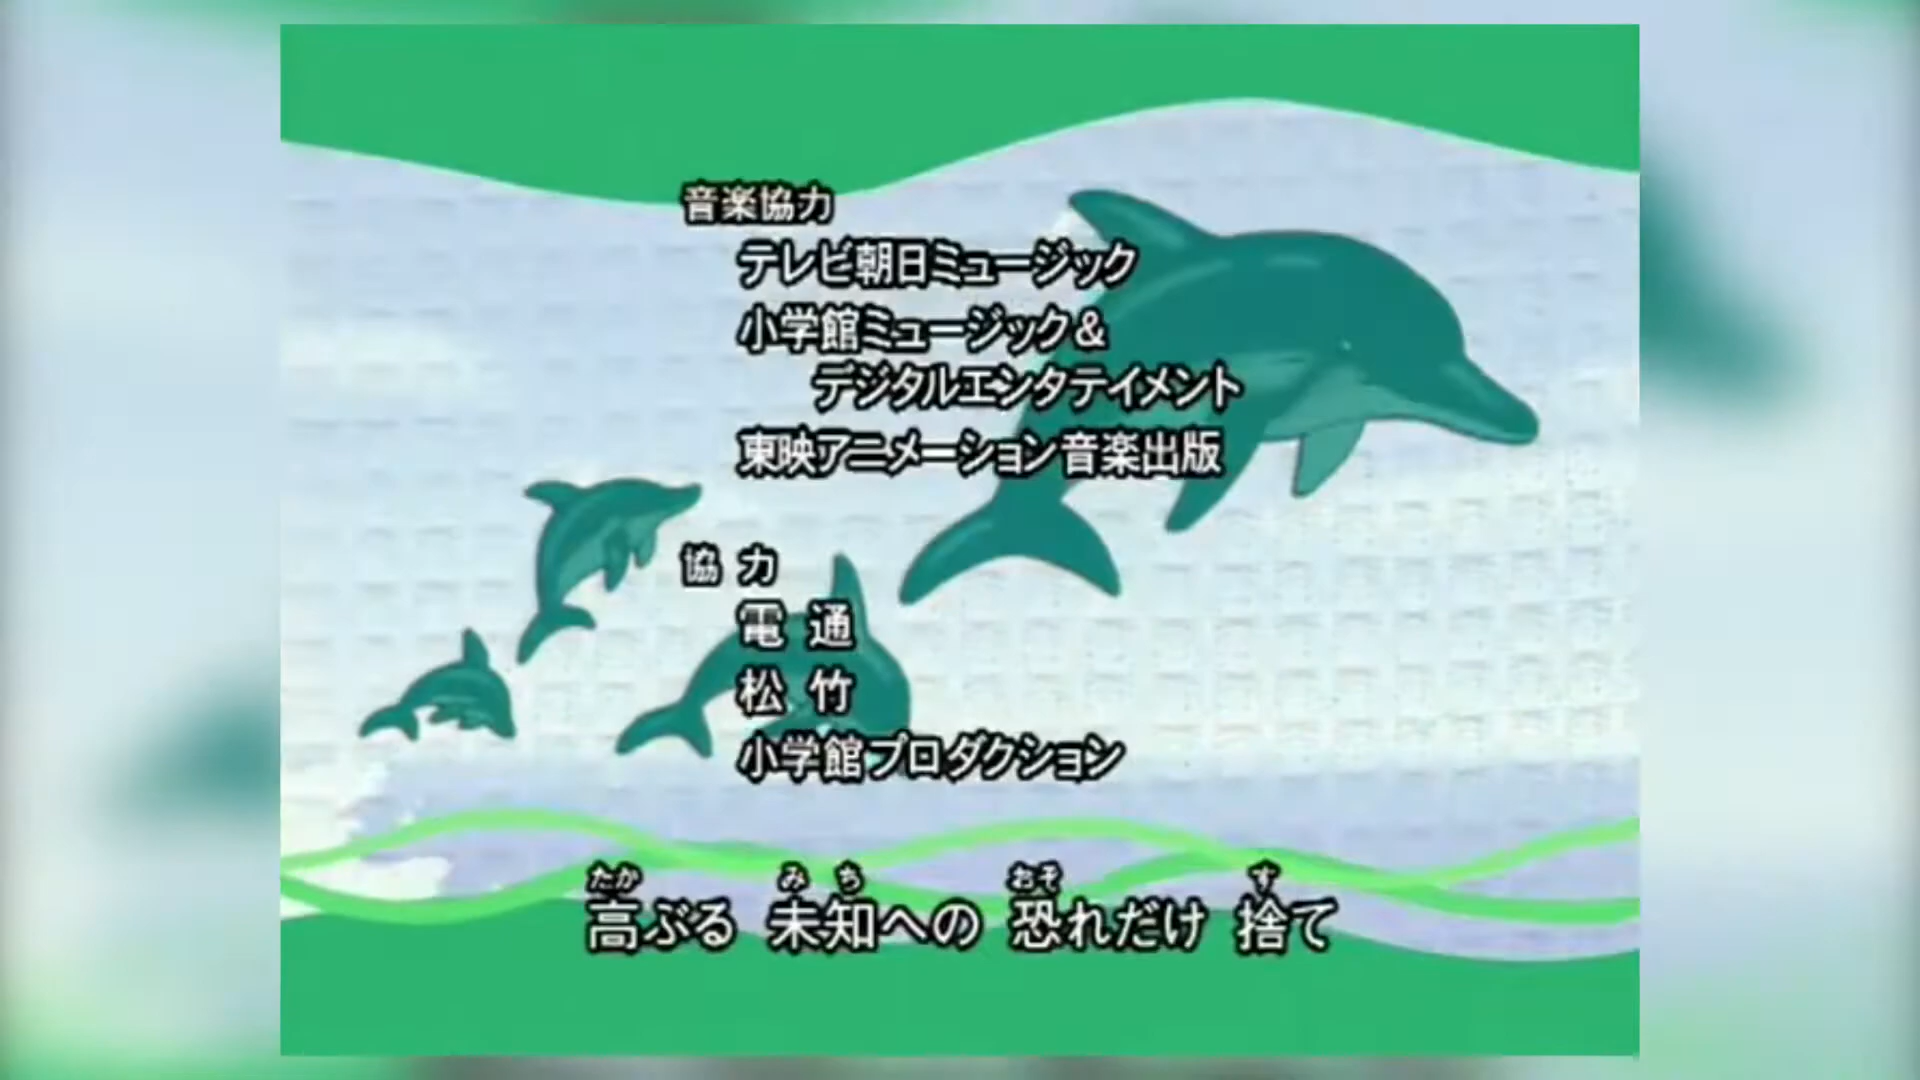 音楽協力
テレビ朝日ミュージック
小学館ミュージック&
デジタルエンタテイメント
東映アニメーション音楽出版
協力
電通
松竹
小学館プロダクション
たか みち おそ す
高ぶる 未知への 恐れだけ 捨て